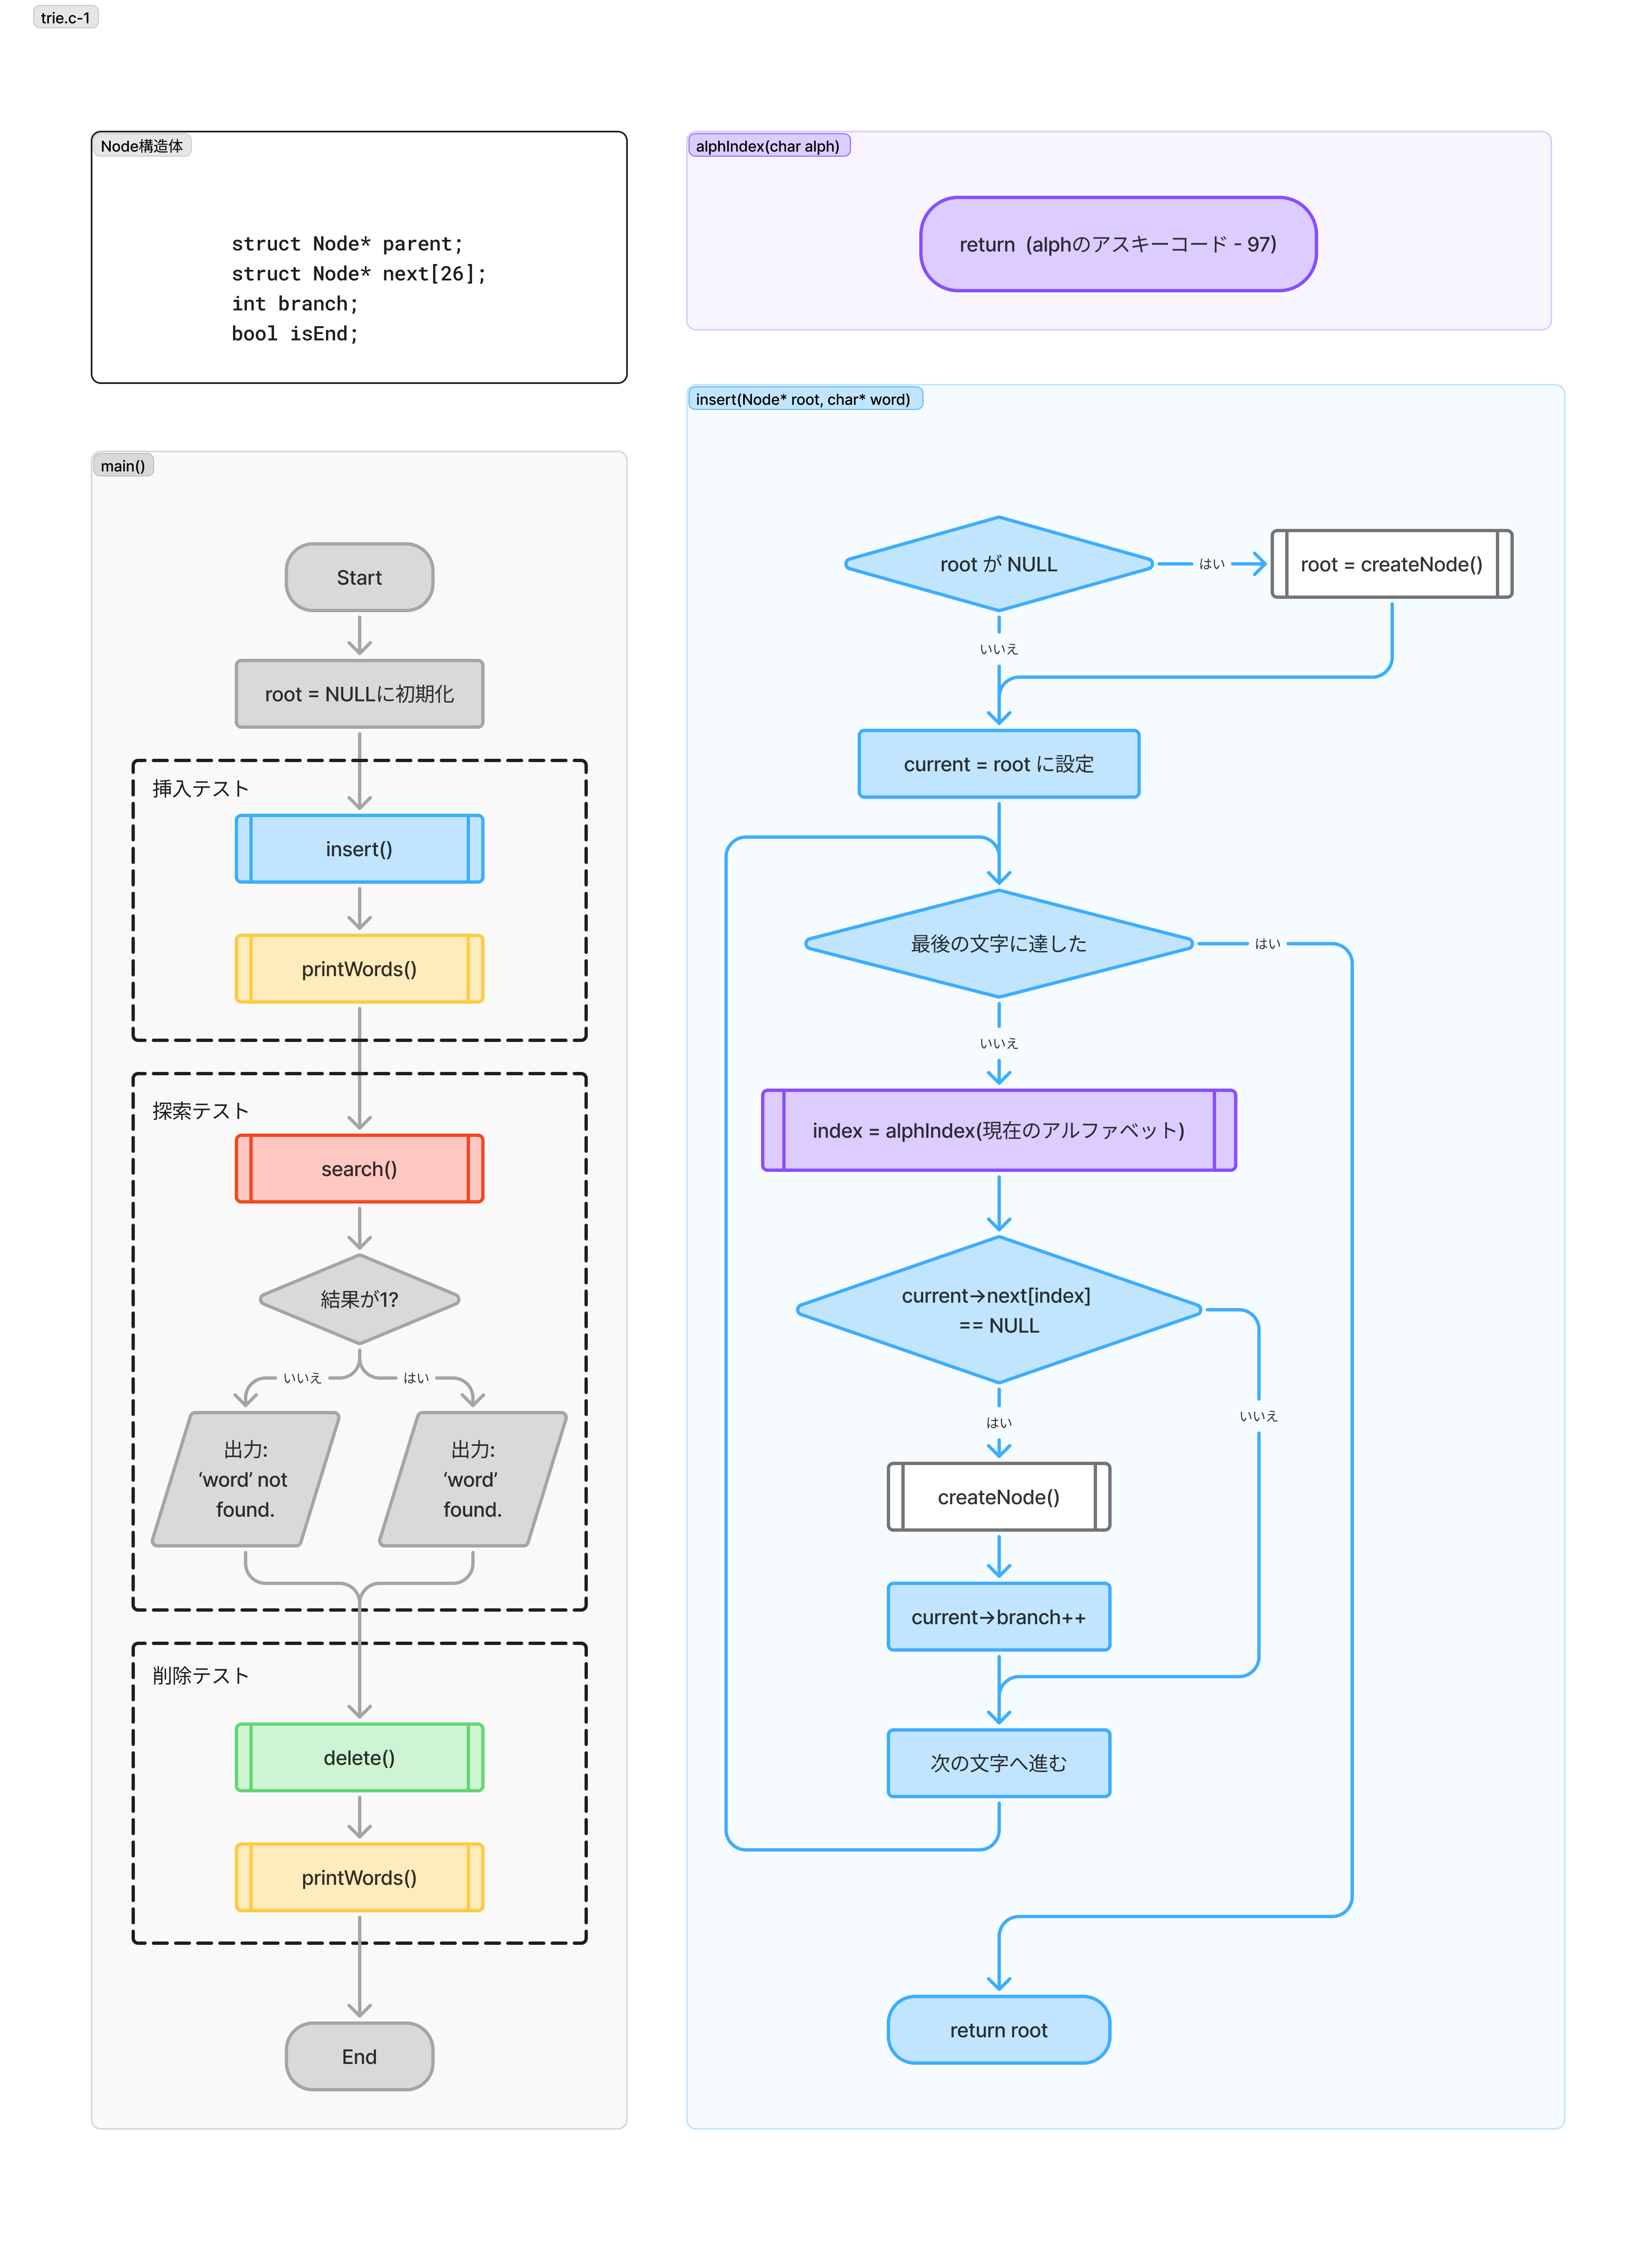 trie.c-1
Node構造体
struct Node* parent;
struct Node* next[26];
int branch;
bool isEnd;
alphIndex(char alph)
return (alphのアスキーコード - 97)
main()
Start
root = NULLに初期化
挿入テスト
insert()
printWords()
探索テスト
search()
結果が1?
いいえ
はい
出力:
‘word’ not
found.
出力:
‘word’
found.
削除テスト
delete()
printWords()
End
insert(Node* root, char* word)
root が NULL
はい
root = createNode()
いいえ
current = root に設定
最後の文字に達した
はい
いいえ
index = alphIndex(現在のアルファベット)
current→next[index]
== NULL
いいえ
はい
createNode()
current→branch++
次の文字へ進む
return root